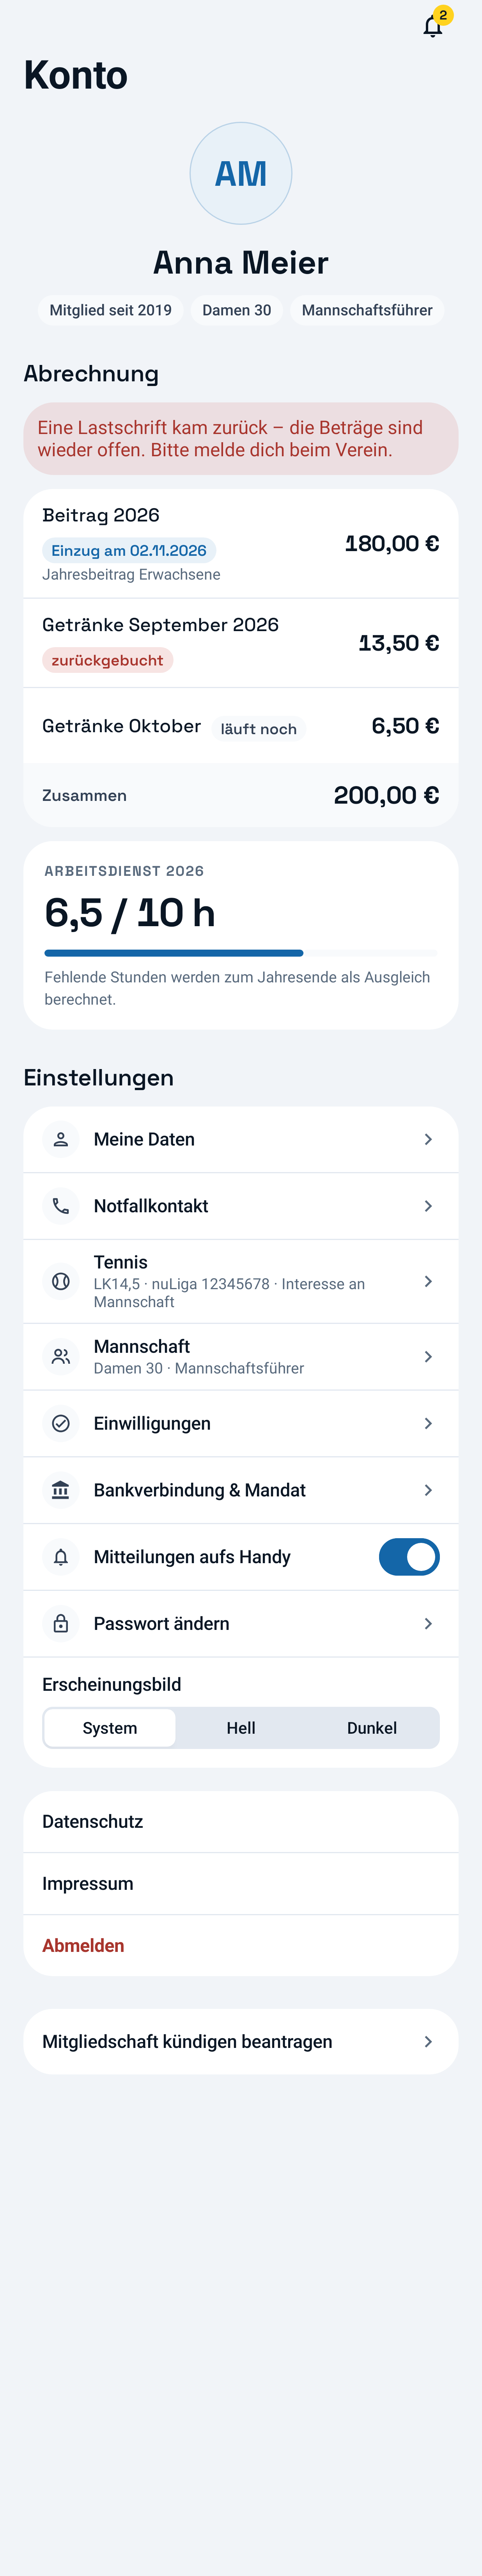 2
Konto
AM
Anna Meier
Mitglied seit 2019
Damen 30
Mannschaftsführer
Abrechnung
Eine Lastschrift kam zurück – die Beträge sind
wieder offen. Bitte melde dich beim Verein.
Beitrag 2026
Einzug am 02.11.2026
Jahresbeitrag Erwachsene
180,00 €
Getränke September 2026
zurückgebucht
13,50 €
Getränke Oktober
läuft noch
6,50 €
Zusammen
200,00 €
ARBEITSDIENST 2026
6,5 / 10 h
Fehlende Stunden werden zum Jahresende als Ausgleich
berechnet.
Einstellungen
Meine Daten
Notfallkontakt
Tennis
LK14,5 · nuLiga 12345678 · Interesse an
Mannschaft
Mannschaft
Damen 30 · Mannschaftsführer
Einwilligungen
Bankverbindung & Mandat
Mitteilungen aufs Handy
Passwort ändern
Erscheinungsbild
System
Hell
Dunkel
Datenschutz
Impressum
Abmelden
Mitgliedschaft kündigen beantragen